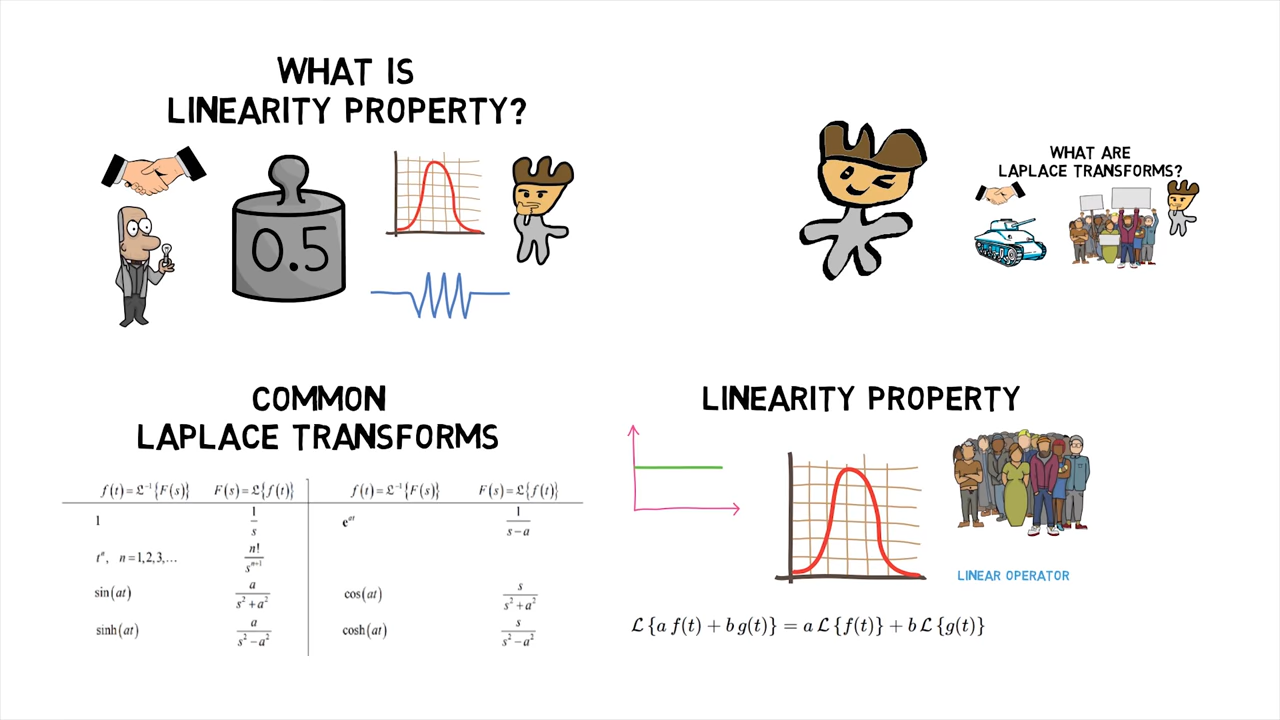 WHAT IS
LINEARITY PROPERTY?
0.5
WHAT ARE
LAPLACE TRANSFORMS?
COMMON
LAPLACE TRANSFORMS
f(t)=𝔏⁻¹{F(s)} F(s)=𝔏{f(t)} f(t)=𝔏⁻¹{F(s)} F(s)=𝔏{f(t)}
1 1/s e^(at) 1/(s−a)
tⁿ, n=1,2,3,... n!/s^(n+1)
sin(at) a/(s²+a²) cos(at) s/(s²+a²)
sinh(at) a/(s²−a²) cosh(at) s/(s²−a²)
LINEARITY PROPERTY
LINEAR OPERATOR
ℒ{a f(t) + b g(t)} = a ℒ{f(t)} + b ℒ{g(t)}